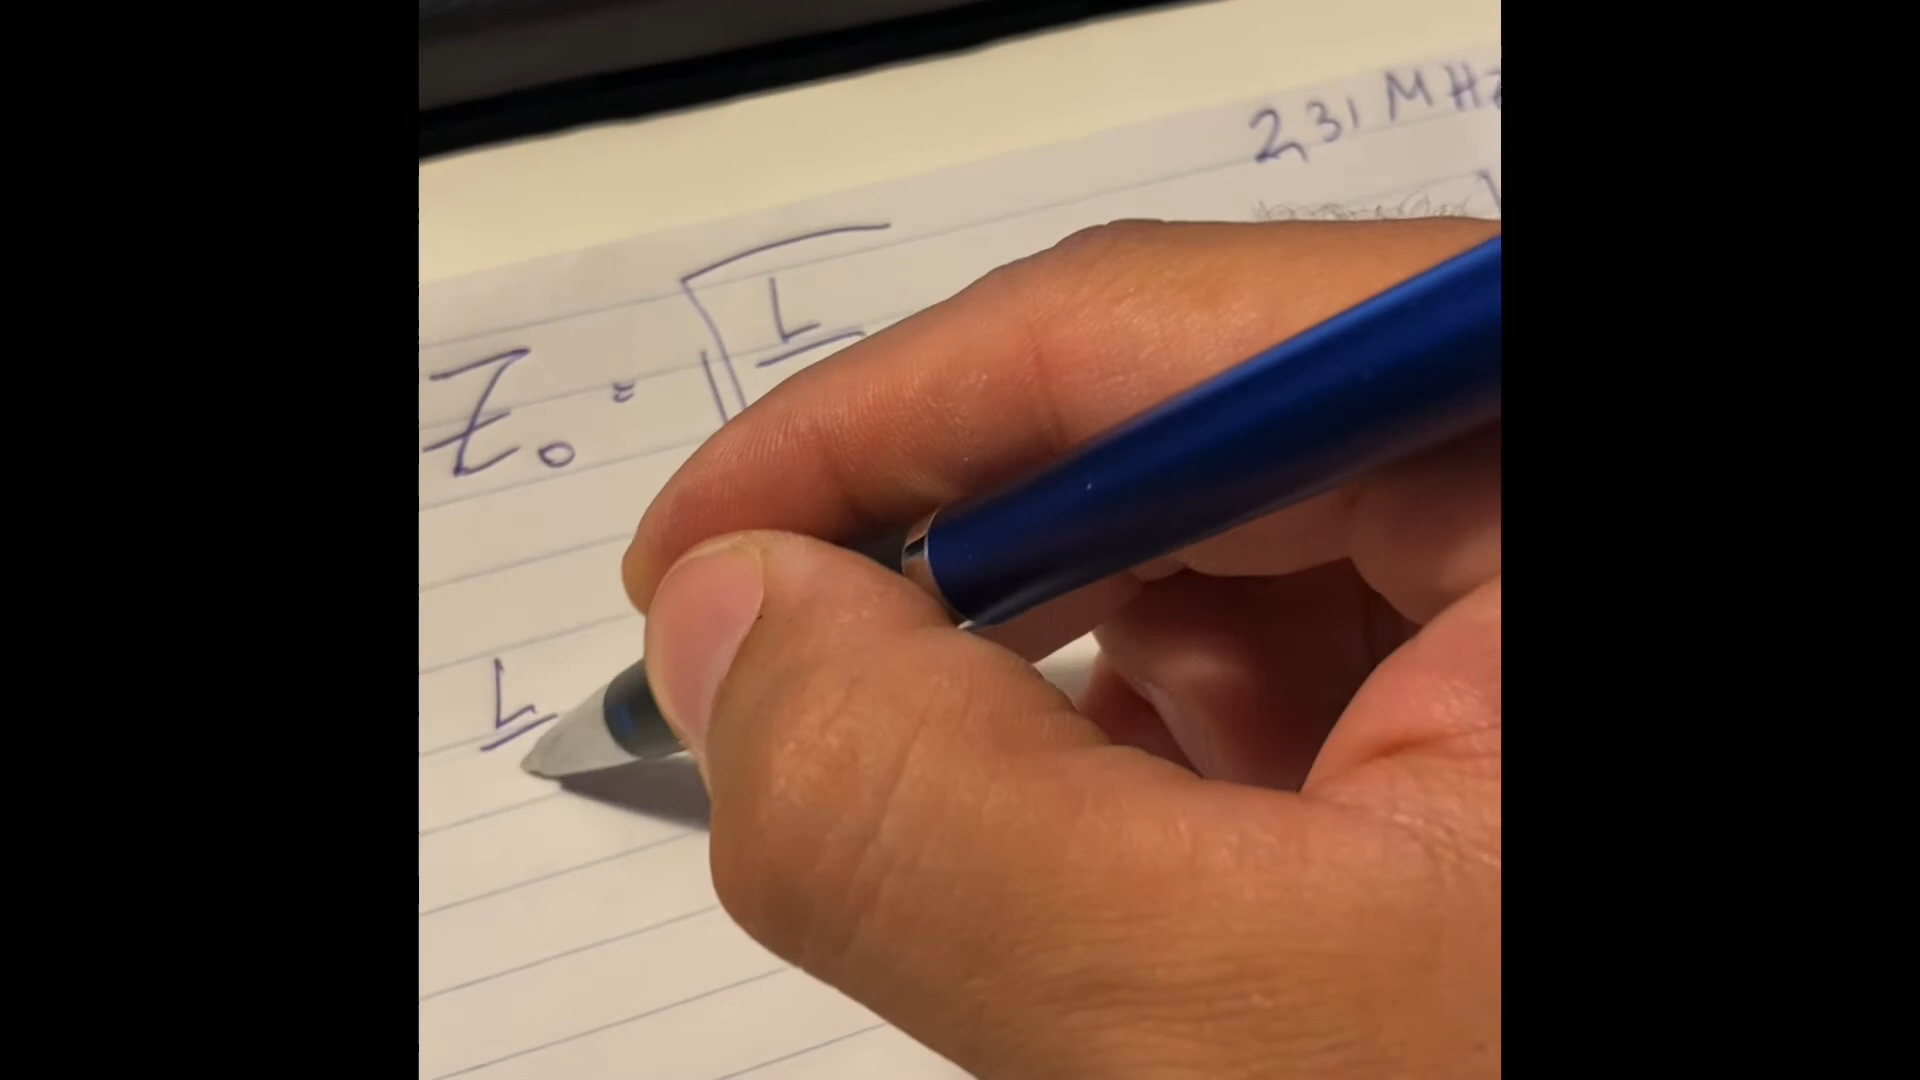 2,31 MHz
Z₀ = √L
L